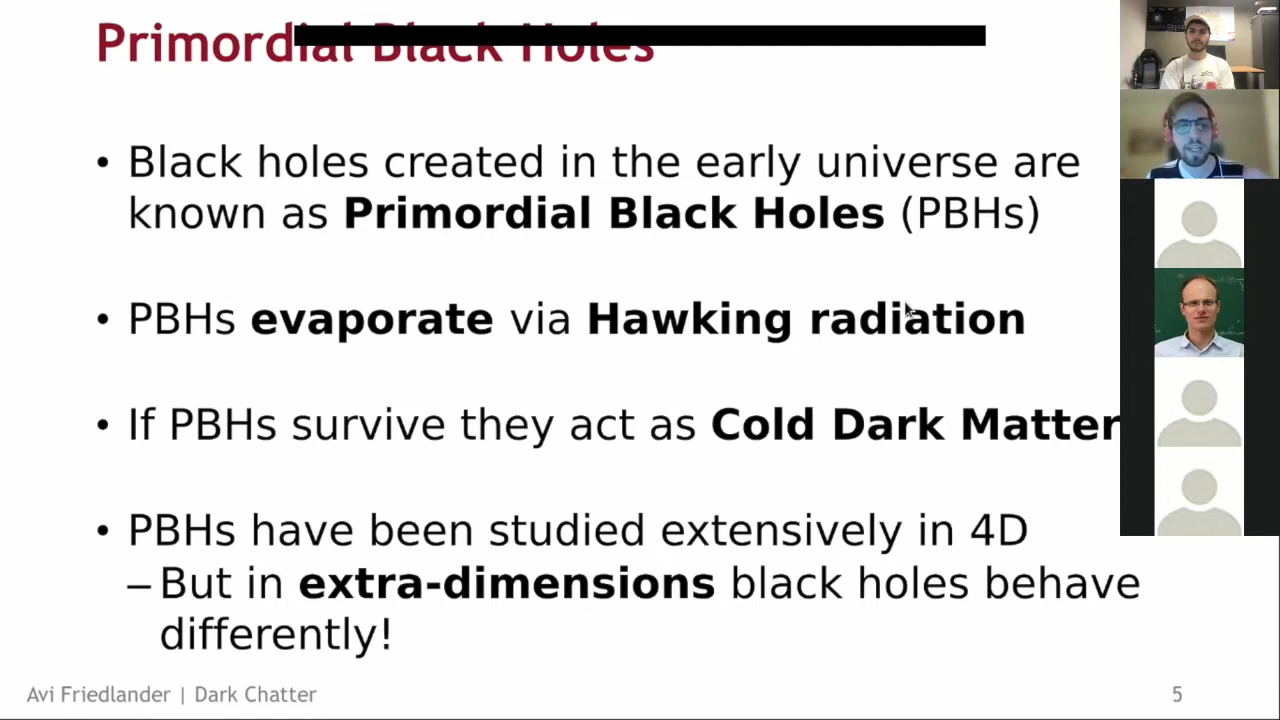 Primordial Black Holes
• Black holes created in the early universe are
known as Primordial Black Holes (PBHs)
• PBHs evaporate via Hawking radiation
• If PBHs survive they act as Cold Dark Matter
• PBHs have been studied extensively in 4D
– But in extra-dimensions black holes behave
differently!
Avi Friedlander | Dark Chatter
5